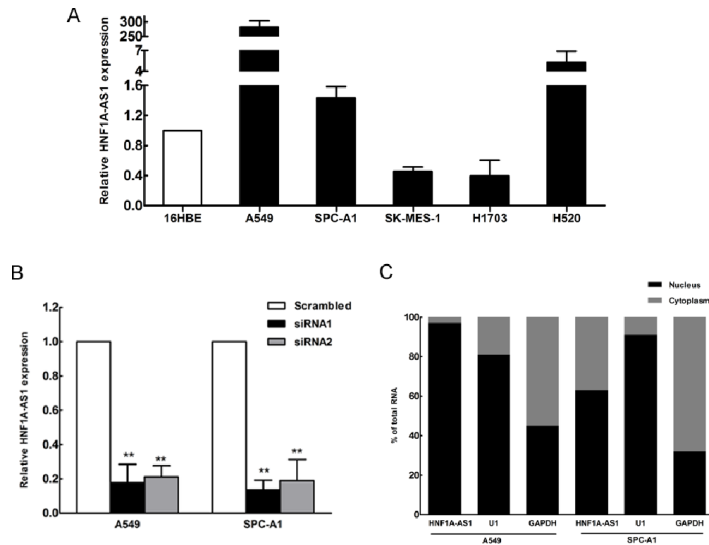 A
Relative HNF1A-AS1 expression
300
250
7
4
1.6
1.2
0.8
0.4
0.0
16HBE
A549
SPC-A1
SK-MES-1
H1703
H520
B
Relative HNF1A-AS1 expression
1.2
1.0
0.8
0.6
0.4
0.2
0.0
Scrambled
siRNA1
siRNA2
**
**
**
**
A549
SPC-A1
C
Nucleus
Cytoplasm
% of total RNA
100
80
60
40
20
0
HNF1A-AS1
U1
GAPDH
HNF1A-AS1
U1
GAPDH
A549
SPC-A1